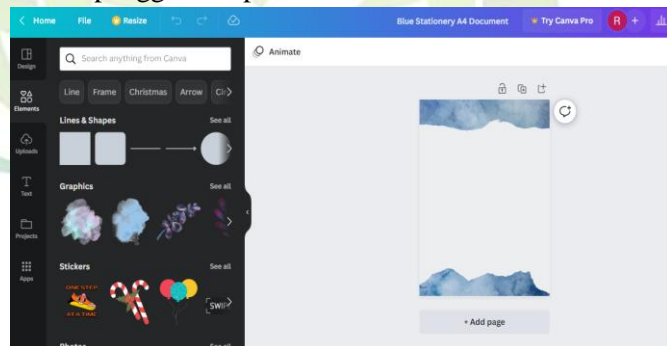 Home File Resize Blue Stationery A4 Document Try Canva Pro R +
Design
Search anything from Canva
Animate
Elements
Line Frame Christmas Arrow
Lines & Shapes See all
Uploads
Text
Graphics See all
Projects
Apps
Stickers See all
ONE STEP
AT A TIME
SWIP
+ Add page